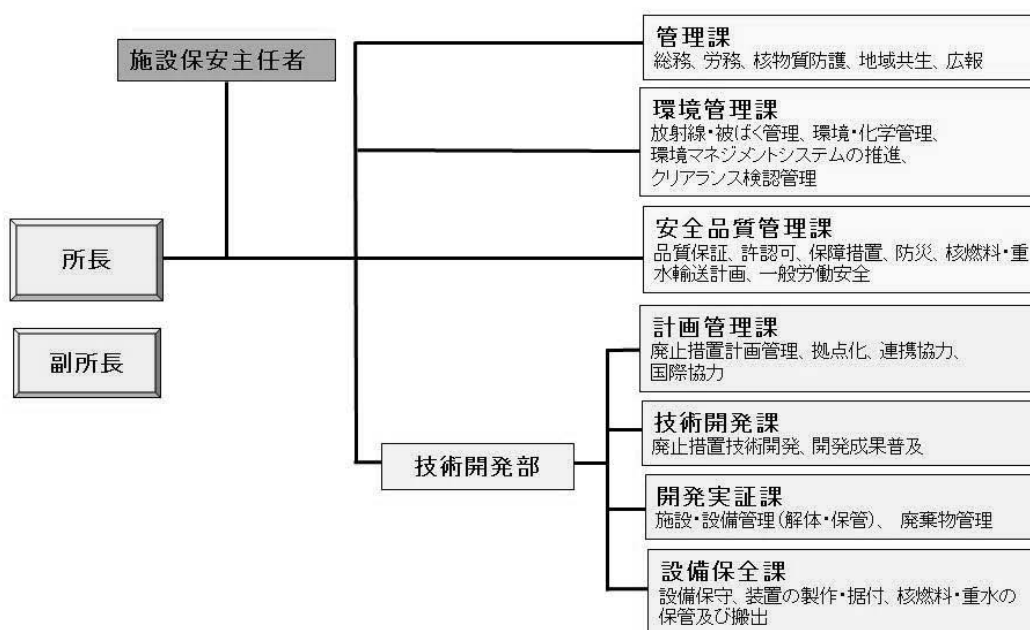 施設保安主任者
所長
副所長
技術開発部
管理課
総務、労務、核物質防護、地域共生、広報
環境管理課
放射線・被ばく管理、環境・化学管理、
環境マネジメントシステムの推進、
クリアランス検認管理
安全品質管理課
品質保証、許認可、保障措置、防災、核燃料・重
水輸送計画、一般労働安全
計画管理課
廃止措置計画管理、拠点化、連携協力、
国際協力
技術開発課
廃止措置技術開発、開発成果普及
開発実証課
施設・設備管理(解体・保管)、 廃棄物管理
設備保全課
設備保守、装置の製作・据付、核燃料・重水の
保管及び搬出